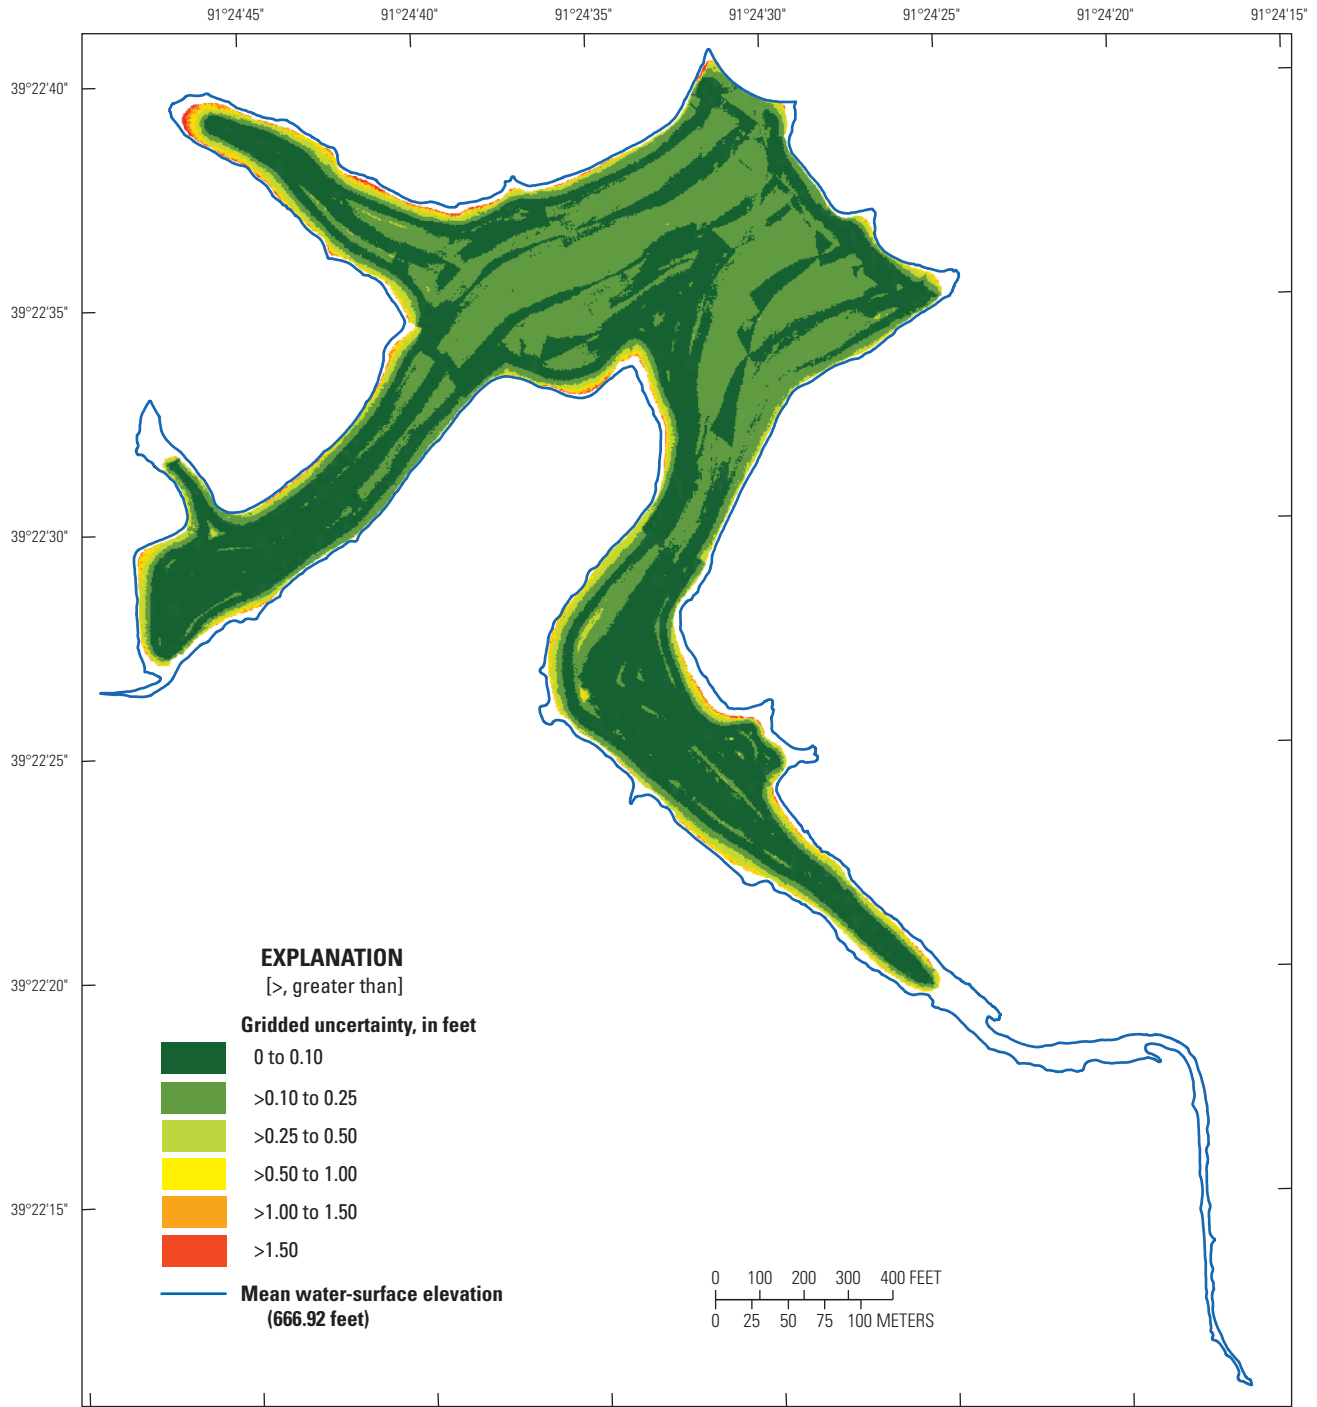 91°24'45"
91°24'40"
91°24'35"
91°24'30"
91°24'25"
91°24'20"
91°24'15"
39°22'40"
39°22'35"
39°22'30"
39°22'25"
39°22'20"
39°22'15"
EXPLANATION
[>, greater than]
Gridded uncertainty, in feet
0 to 0.10
>0.10 to 0.25
>0.25 to 0.50
>0.50 to 1.00
>1.00 to 1.50
>1.50
Mean water-surface elevation
(666.92 feet)
0 100 200 300 400 FEET
0 25 50 75 100 METERS